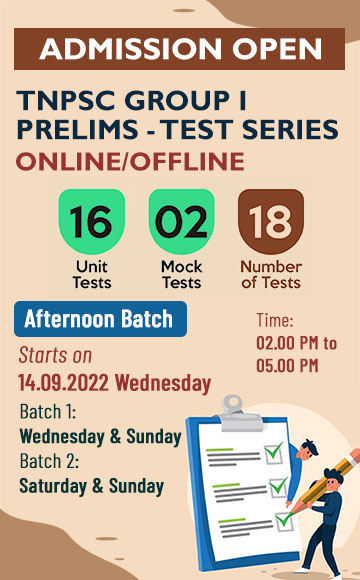 ADMISSION OPEN
TNPSC GROUP I
PRELIMS - TEST SERIES
ONLINE/OFFLINE
16
Unit
Tests
02
Mock
Tests
18
Number
of Tests
Afternoon Batch
Starts on
14.09.2022 Wednesday
Time:
02.00 PM to
05.00 PM
Batch 1:
Wednesday & Sunday
Batch 2:
Saturday & Sunday